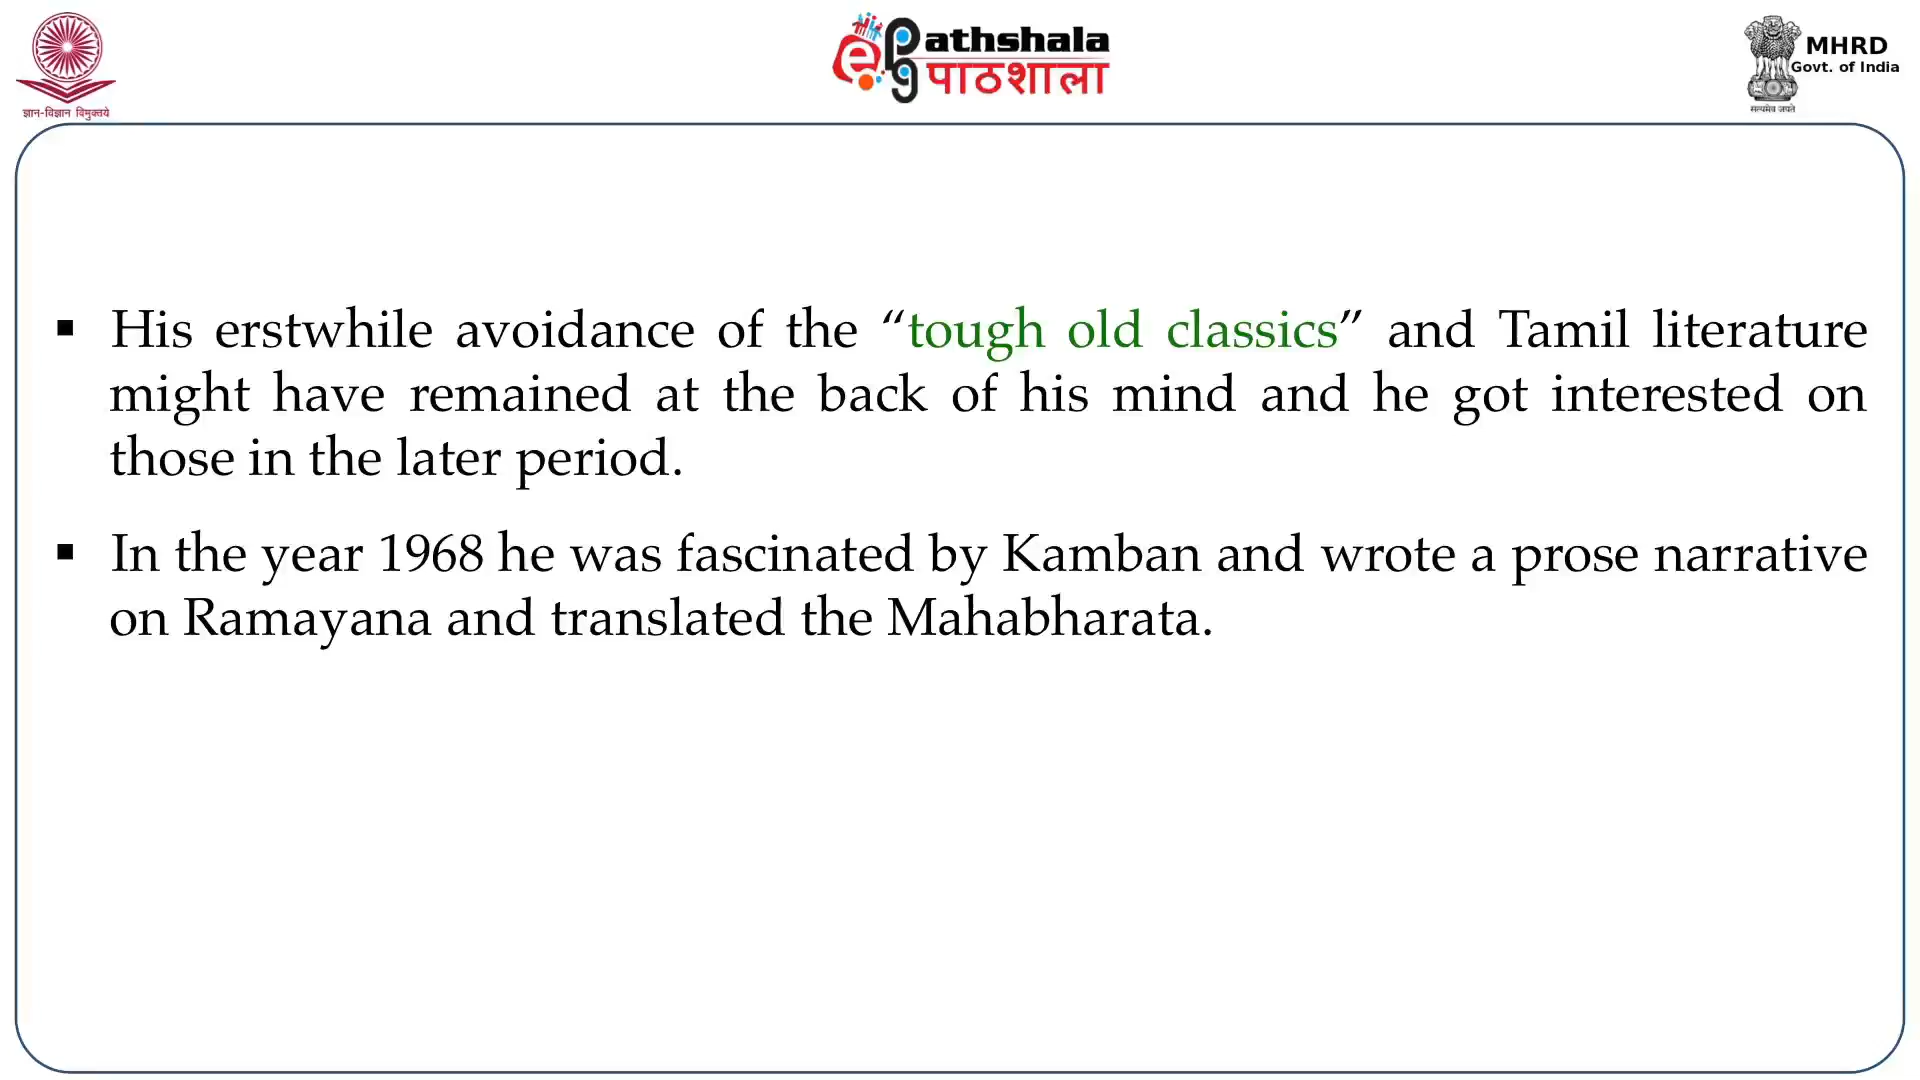 ज्ञान-विज्ञान विमुक्तये
e pg Pathshala
पाठशाला
MHRD
Govt. of India
सत्यमेव जयते
▪ His erstwhile avoidance of the “tough old classics” and Tamil literature
might have remained at the back of his mind and he got interested on
those in the later period.
▪ In the year 1968 he was fascinated by Kamban and wrote a prose narrative
on Ramayana and translated the Mahabharata.